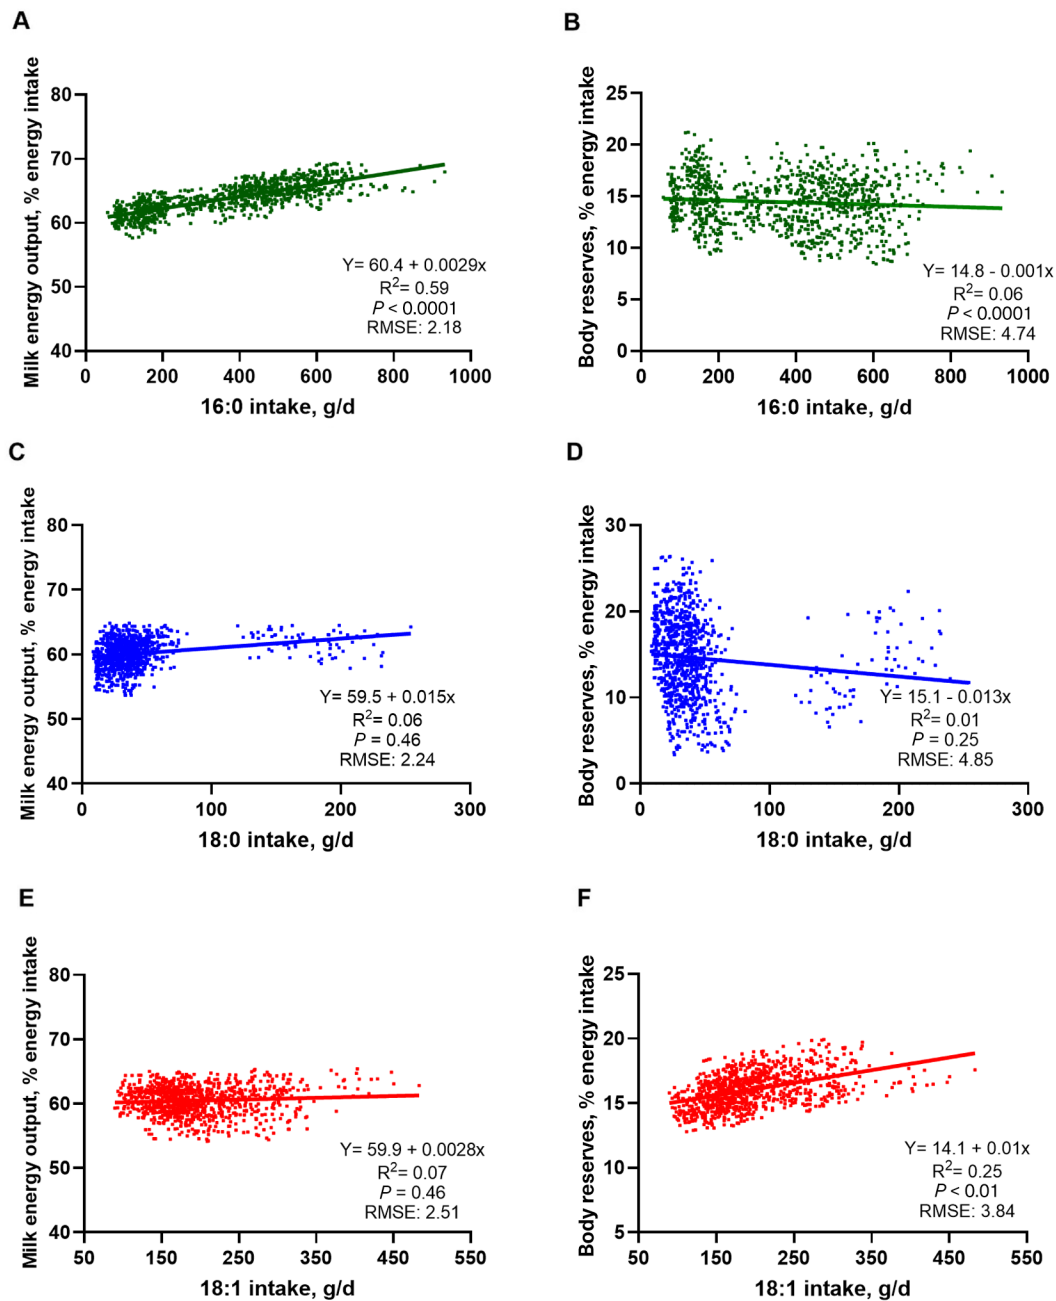 A
Milk energy output, % energy intake
80
70
60
50
40
Y= 60.4 + 0.0029x
R²= 0.59
P < 0.0001
RMSE: 2.18
0 200 400 600 800 1000
16:0 intake, g/d
B
Body reserves, % energy intake
25
20
15
10
5
0
Y= 14.8 - 0.001x
R²= 0.06
P < 0.0001
RMSE: 4.74
0 200 400 600 800 1000
16:0 intake, g/d
C
Milk energy output, % energy intake
80
70
60
50
40
Y= 59.5 + 0.015x
R²= 0.06
P = 0.46
RMSE: 2.24
0 100 200 300
18:0 intake, g/d
D
Body reserves, % energy intake
30
20
10
0
Y= 15.1 - 0.013x
R²= 0.01
P = 0.25
RMSE: 4.85
0 100 200 300
18:0 intake, g/d
E
Milk energy output, % energy intake
80
70
60
50
40
Y= 59.9 + 0.0028x
R²= 0.07
P = 0.46
RMSE: 2.51
50 150 250 350 450 550
18:1 intake, g/d
F
Body reserves, % energy intake
25
20
15
10
5
Y= 14.1 + 0.01x
R²= 0.25
P < 0.01
RMSE: 3.84
50 150 250 350 450 550
18:1 intake, g/d